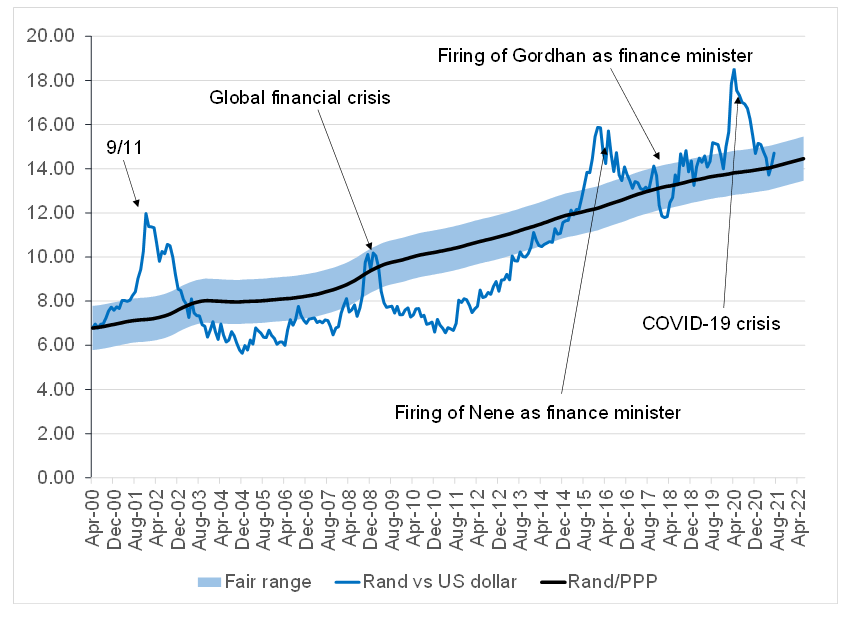 20.00
18.00
16.00
14.00
12.00
10.00
8.00
6.00
4.00
2.00
0.00
Firing of Gordhan as finance minister
Global financial crisis
9/11
COVID-19 crisis
Firing of Nene as finance minister
Apr-00
Dec-00
Aug-01
Apr-02
Dec-02
Aug-03
Apr-04
Dec-04
Aug-05
Apr-06
Dec-06
Aug-07
Apr-08
Dec-08
Aug-09
Apr-10
Dec-10
Aug-11
Apr-12
Dec-12
Aug-13
Apr-14
Dec-14
Aug-15
Apr-16
Dec-16
Aug-17
Apr-18
Dec-18
Aug-19
Apr-20
Dec-20
Aug-21
Apr-22
Fair range Rand vs US dollar Rand/PPP